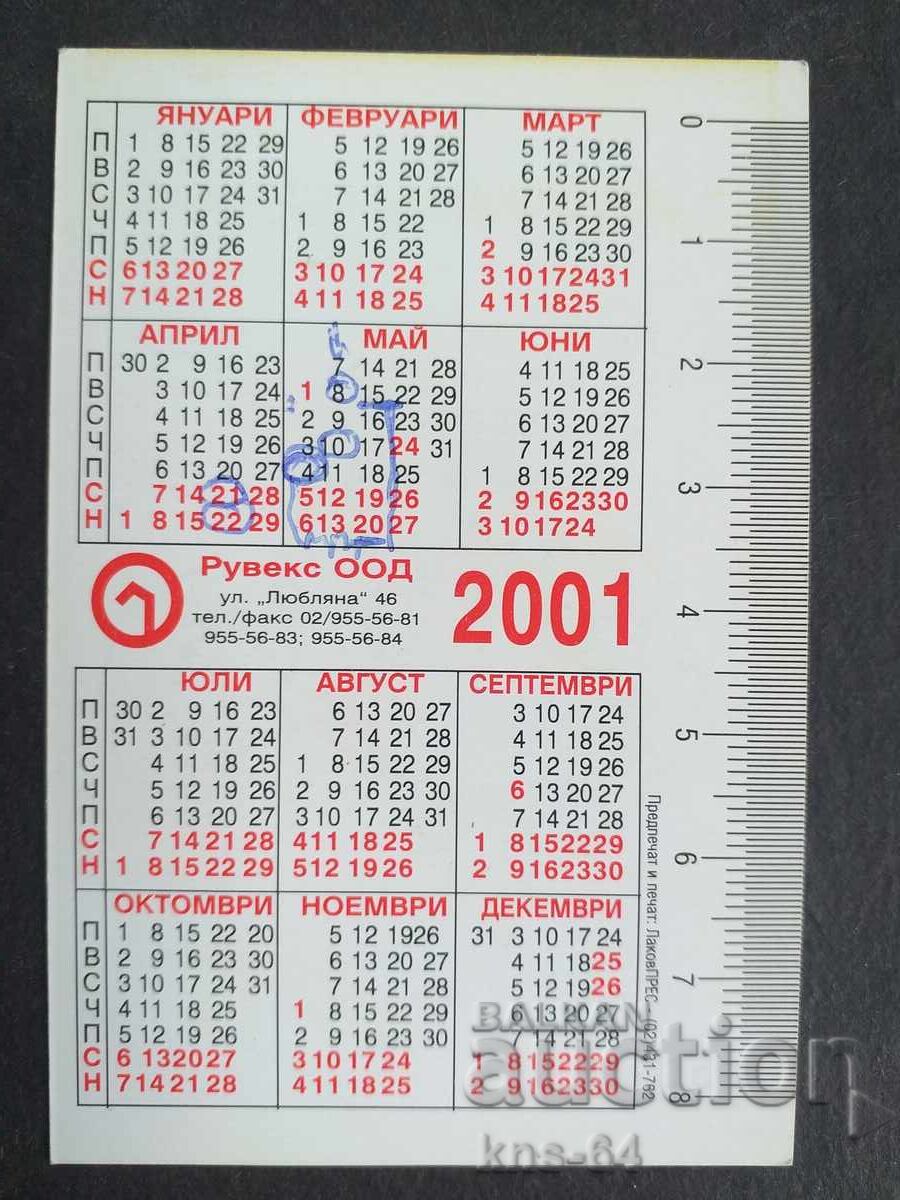 ЯНУАРИ ФЕВРУАРИ МАРТ
П 1 8 15 22 29 5 12 19 26 5 12 19 26
В 2 9 16 23 30 6 13 20 27 6 13 20 27
С 3 10 17 24 31 7 14 21 28 7 14 21 28
Ч 4 11 18 25 1 8 15 22 1 8 15 22 29
П 5 12 19 26 2 9 16 23 2 9 16 23 30
С 6 13 20 27 3 10 17 24 3 10 17 24 31
Н 7 14 21 28 4 11 18 25 4 11 18 25
АПРИЛ МАЙ ЮНИ
П 30 2 9 16 23 7 14 21 28 4 11 18 25
В 3 10 17 24 1 8 15 22 29 5 12 19 26
С 4 11 18 25 2 9 16 23 30 6 13 20 27
Ч 5 12 19 26 3 10 17 24 31 7 14 21 28
П 6 13 20 27 4 11 18 25 1 8 15 22 29
С 7 14 21 28 5 12 19 26 2 9 16 23 30
Н 1 8 15 22 29 6 13 20 27 3 10 17 24
Рувекс ООД
ул. „Любляна“ 46
тел./факс 02/955-56-81
955-56-83; 955-56-84
2001
ЮЛИ АВГУСТ СЕПТЕМВРИ
П 30 2 9 16 23 6 13 20 27 3 10 17 24
В 31 3 10 17 24 7 14 21 28 4 11 18 25
С 4 11 18 25 1 8 15 22 29 5 12 19 26
Ч 5 12 19 26 2 9 16 23 30 6 13 20 27
П 6 13 20 27 3 10 17 24 31 7 14 21 28
С 7 14 21 28 4 11 18 25 1 8 15 22 29
Н 1 8 15 22 29 5 12 19 26 2 9 16 23 30
ОКТОМВРИ НОЕМВРИ ДЕКЕМВРИ
П 1 8 15 22 20 5 12 19 26 31 3 10 17 24
В 2 9 16 23 30 6 13 20 27 4 11 18 25
С 3 10 17 24 31 7 14 21 28 5 12 19 26
Ч 4 11 18 25 1 8 15 22 29 6 13 20 27
П 5 12 19 26 2 9 16 23 30 7 14 21 28
С 6 13 20 27 3 10 17 24 1 8 15 22 29
Н 7 14 21 28 4 11 18 25 2 9 16 23 30
Предпечат и печат: ЛаковПРЕС - (02)431-762
0
1
2
3
4
5
6
7
8
BALKAN
auction
kns-64